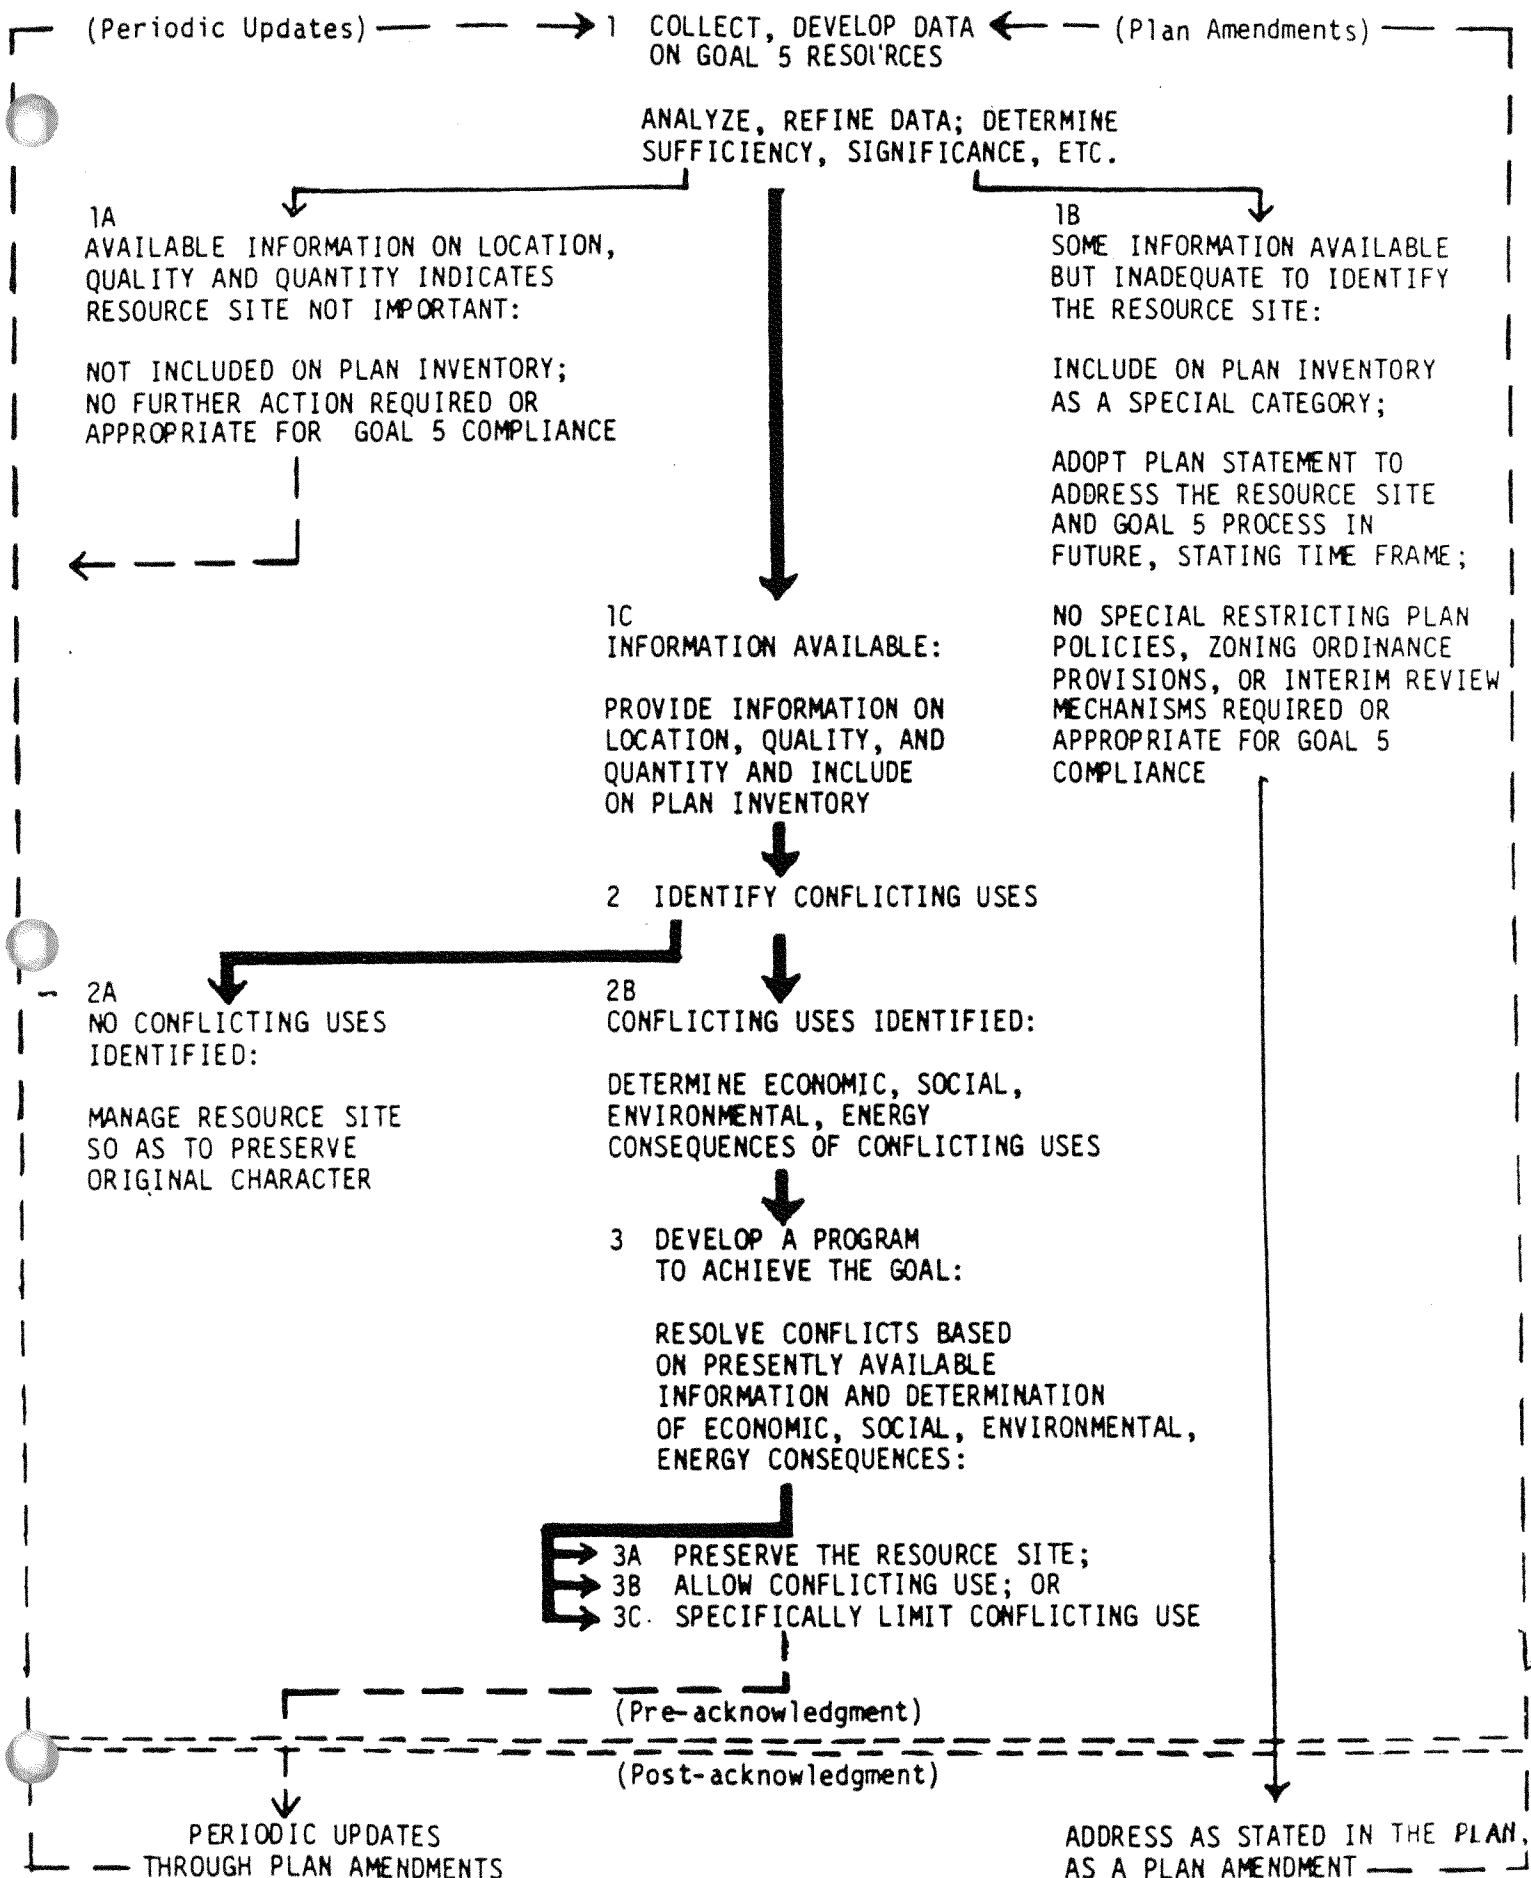 (Periodic Updates)
1 COLLECT, DEVELOP DATA
ON GOAL 5 RESOURCES
(Plan Amendments)
ANALYZE, REFINE DATA; DETERMINE
SUFFICIENCY, SIGNIFICANCE, ETC.
1A
AVAILABLE INFORMATION ON LOCATION,
QUALITY AND QUANTITY INDICATES
RESOURCE SITE NOT IMPORTANT:
NOT INCLUDED ON PLAN INVENTORY;
NO FURTHER ACTION REQUIRED OR
APPROPRIATE FOR GOAL 5 COMPLIANCE
1B
SOME INFORMATION AVAILABLE
BUT INADEQUATE TO IDENTIFY
THE RESOURCE SITE:
INCLUDE ON PLAN INVENTORY
AS A SPECIAL CATEGORY;
ADOPT PLAN STATEMENT TO
ADDRESS THE RESOURCE SITE
AND GOAL 5 PROCESS IN
FUTURE, STATING TIME FRAME;
NO SPECIAL RESTRICTING PLAN
POLICIES, ZONING ORDINANCE
PROVISIONS, OR INTERIM REVIEW
MECHANISMS REQUIRED OR
APPROPRIATE FOR GOAL 5
COMPLIANCE
1C
INFORMATION AVAILABLE:
PROVIDE INFORMATION ON
LOCATION, QUALITY, AND
QUANTITY AND INCLUDE
ON PLAN INVENTORY
2 IDENTIFY CONFLICTING USES
2A
NO CONFLICTING USES
IDENTIFIED:
MANAGE RESOURCE SITE
SO AS TO PRESERVE
ORIGINAL CHARACTER
2B
CONFLICTING USES IDENTIFIED:
DETERMINE ECONOMIC, SOCIAL,
ENVIRONMENTAL, ENERGY
CONSEQUENCES OF CONFLICTING USES
3 DEVELOP A PROGRAM
TO ACHIEVE THE GOAL:
RESOLVE CONFLICTS BASED
ON PRESENTLY AVAILABLE
INFORMATION AND DETERMINATION
OF ECONOMIC, SOCIAL, ENVIRONMENTAL,
ENERGY CONSEQUENCES:
3A PRESERVE THE RESOURCE SITE;
3B ALLOW CONFLICTING USE; OR
3C. SPECIFICALLY LIMIT CONFLICTING USE
(Pre-acknowledgment)
(Post-acknowledgment)
PERIODIC UPDATES
THROUGH PLAN AMENDMENTS
ADDRESS AS STATED IN THE PLAN,
AS A PLAN AMENDMENT